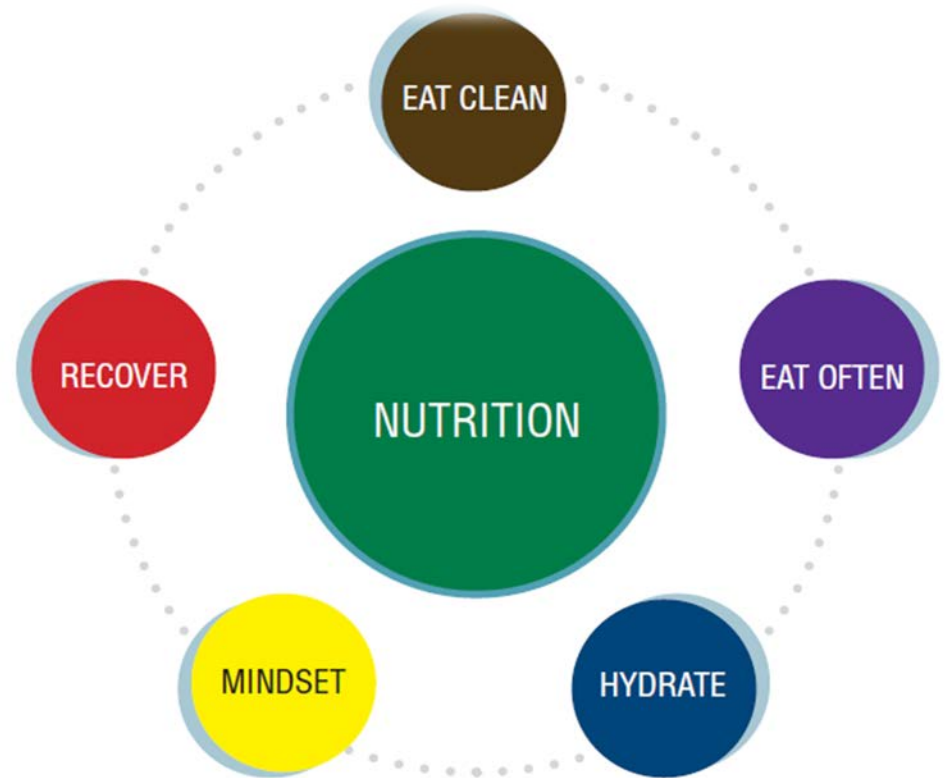 EAT CLEAN
EAT OFTEN
HYDRATE
MINDSET
RECOVER
NUTRITION